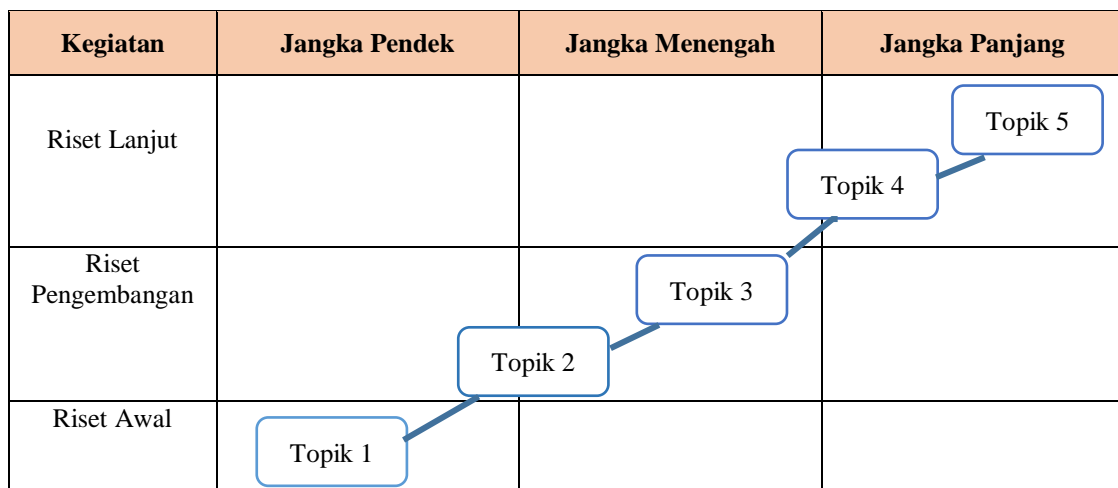 Kegiatan
Jangka Pendek
Jangka Menengah
Jangka Panjang
Riset Lanjut
Topik 5
Topik 4
Riset
Pengembangan
Topik 3
Topik 2
Riset Awal
Topik 1